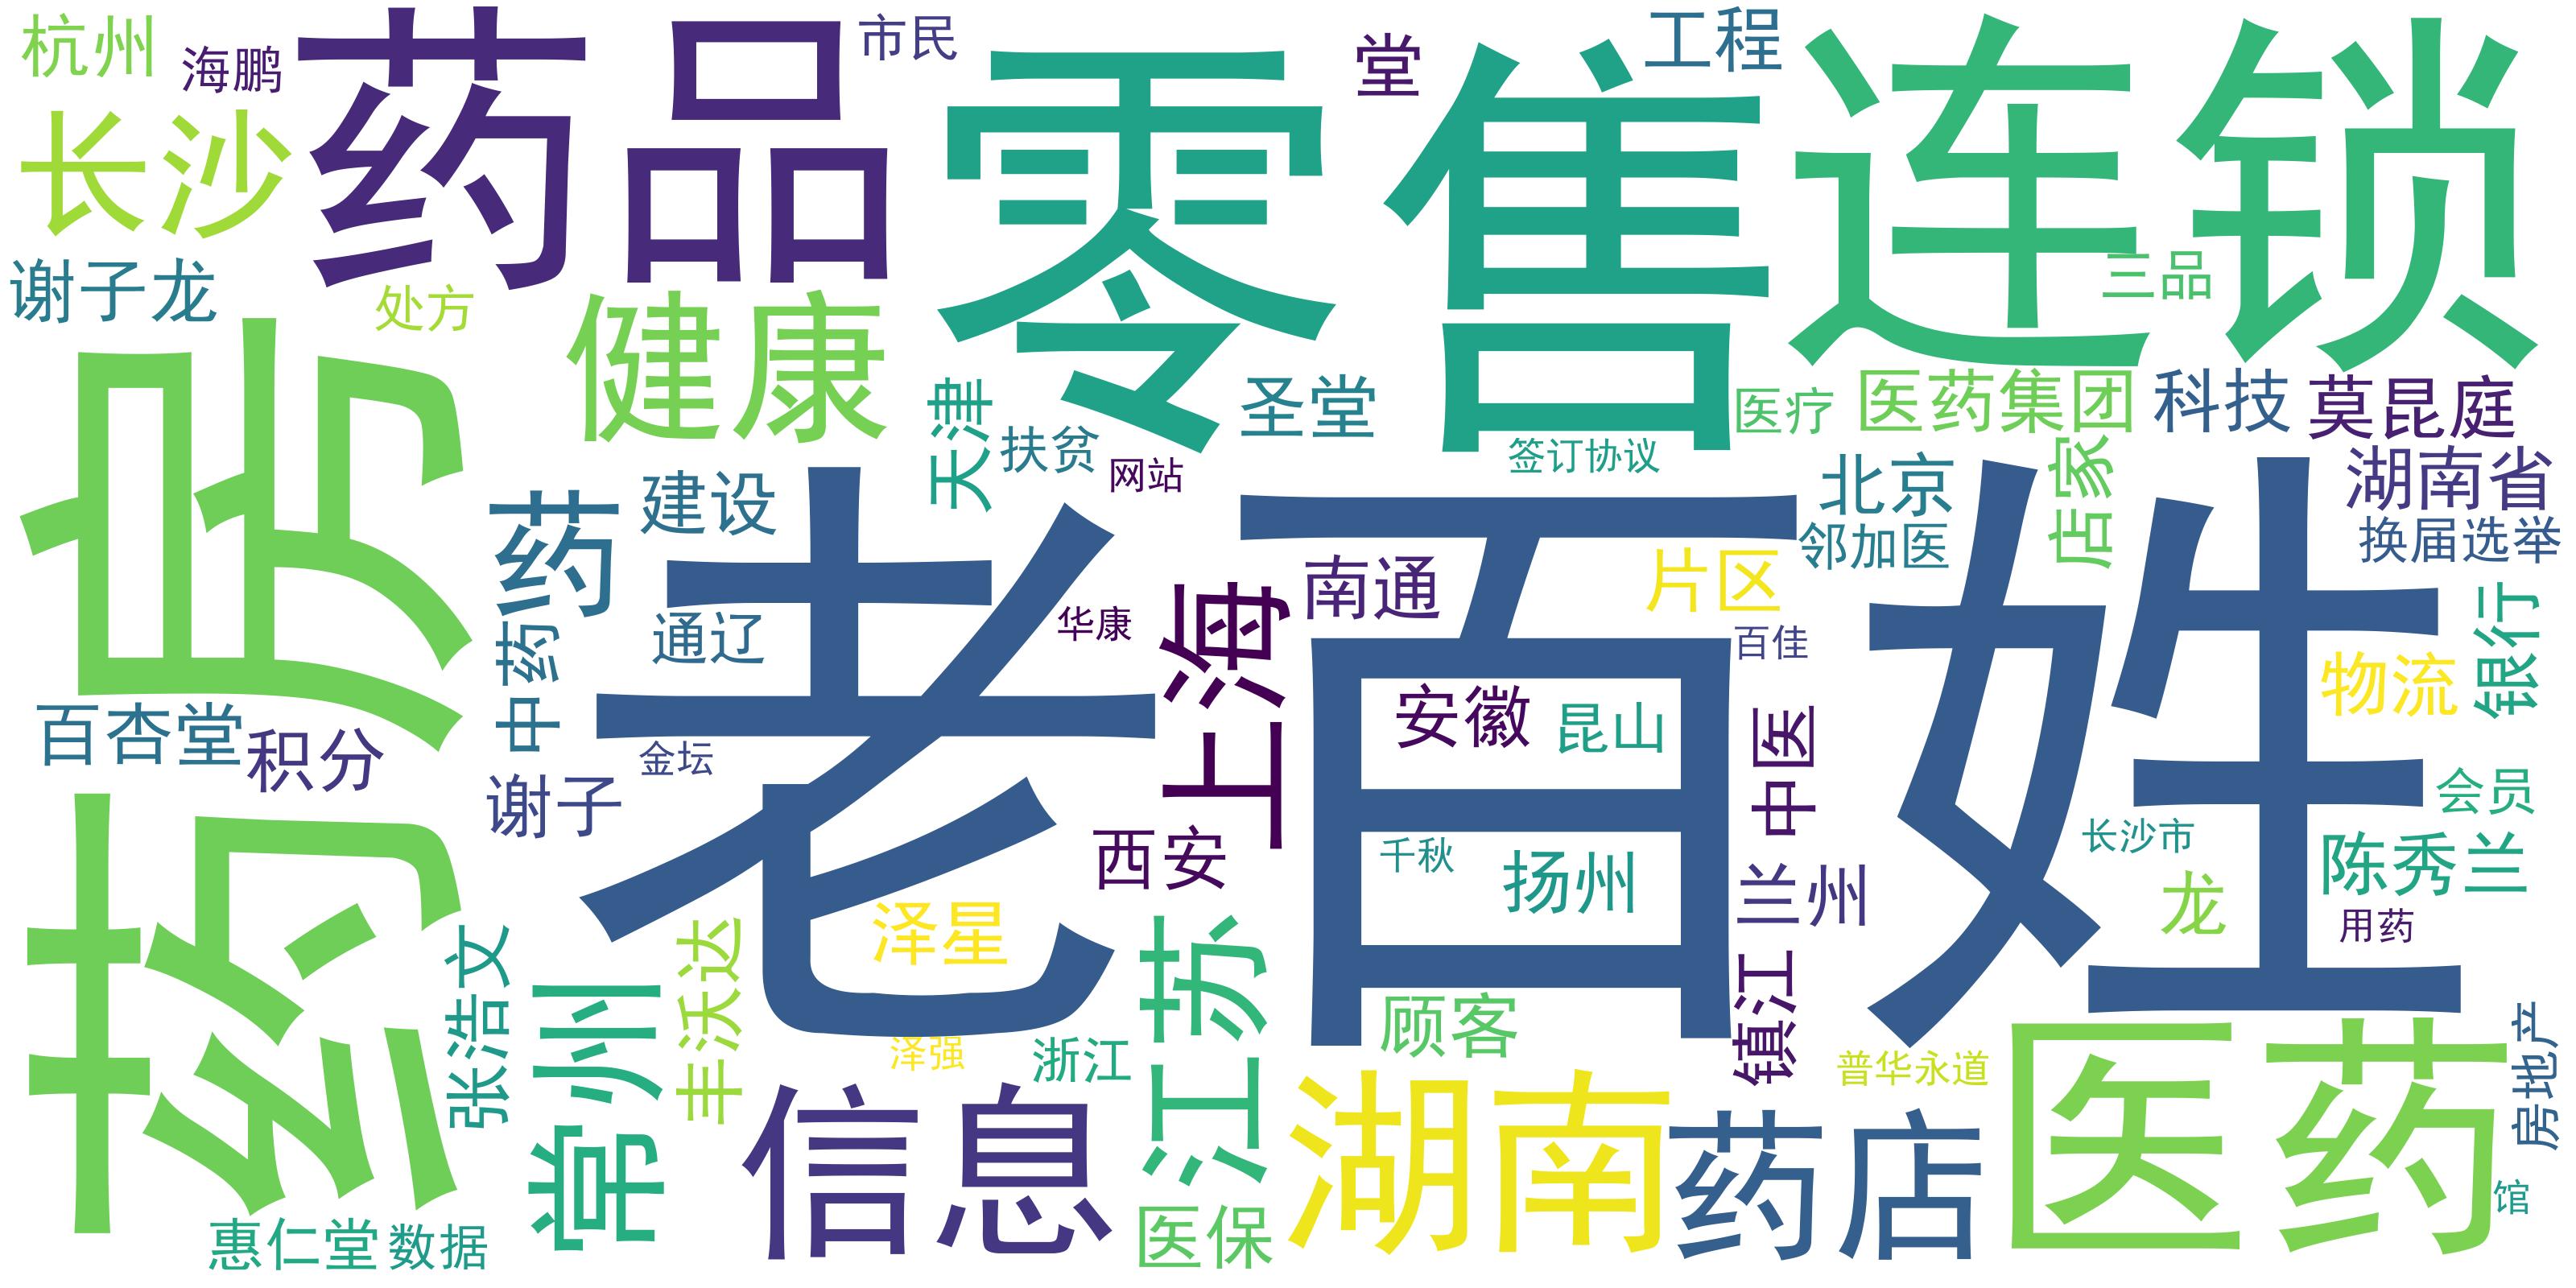 杭州
海鹏
药品
市民
零售
堂
工程
连锁
长沙
谢子龙
处方
健康
天津
扶贫
网站
圣堂
签订协议
医疗
医药集团
科技
莫昆庭
三品
药房
中药
药
建设
通辽
老百姓
华康
上海
南通
片区
百佳
北京
邻加医
店家
湖南省
换届选举
银行
物流
百杏堂
积分
谢子
金坛
西安
安徽
昆山
千秋
扬州
中医
兰州
长沙市
会员
陈秀兰
龙
用药
张浩文
常州
丰沃达
泽星
泽强
浙江
江苏
顾客
镇江
普华永道
医药
房地产
馆
惠仁堂
数据
信息
医保
湖南
药店